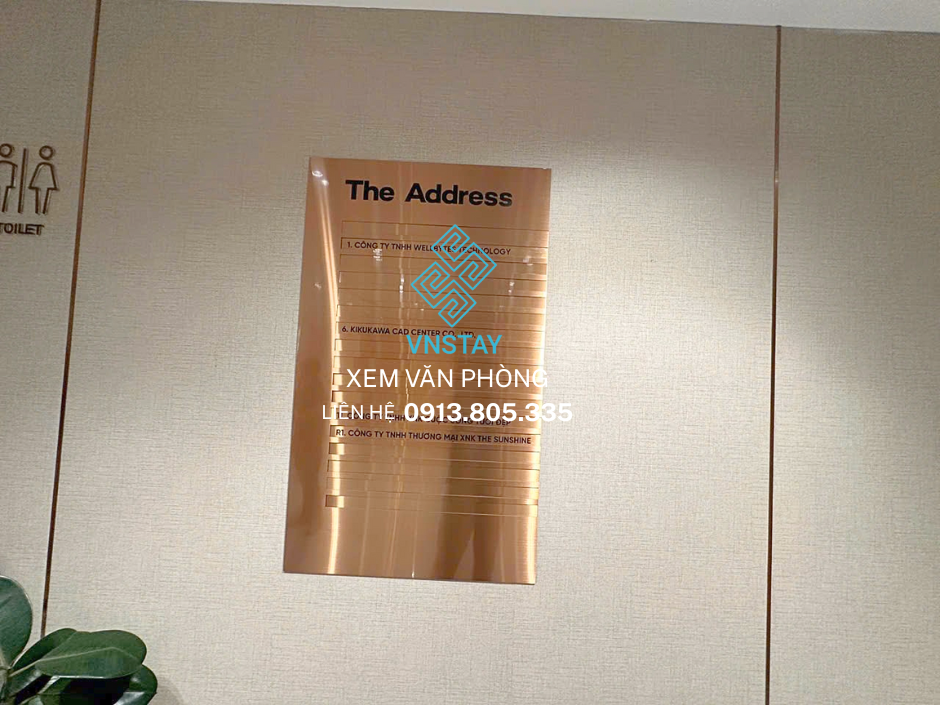 TOILET
The Address
1. CÔNG TY TNHH WELLBYTES TECHNOLOGY
6. KIKUKAWA CAD CENTER CO., LTD
VNSTAY
XEM VĂN PHÒNG
LIÊN HỆ 0913.805.335
R1. CÔNG TY TNHH THƯƠNG MẠI XNK THE SUNSHINE